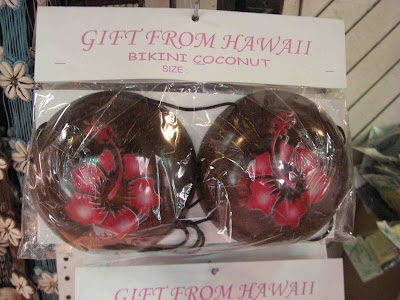 GIFT FROM HAWAII
BIKINI COCONUT
SIZE
GIFT FROM HAWAII